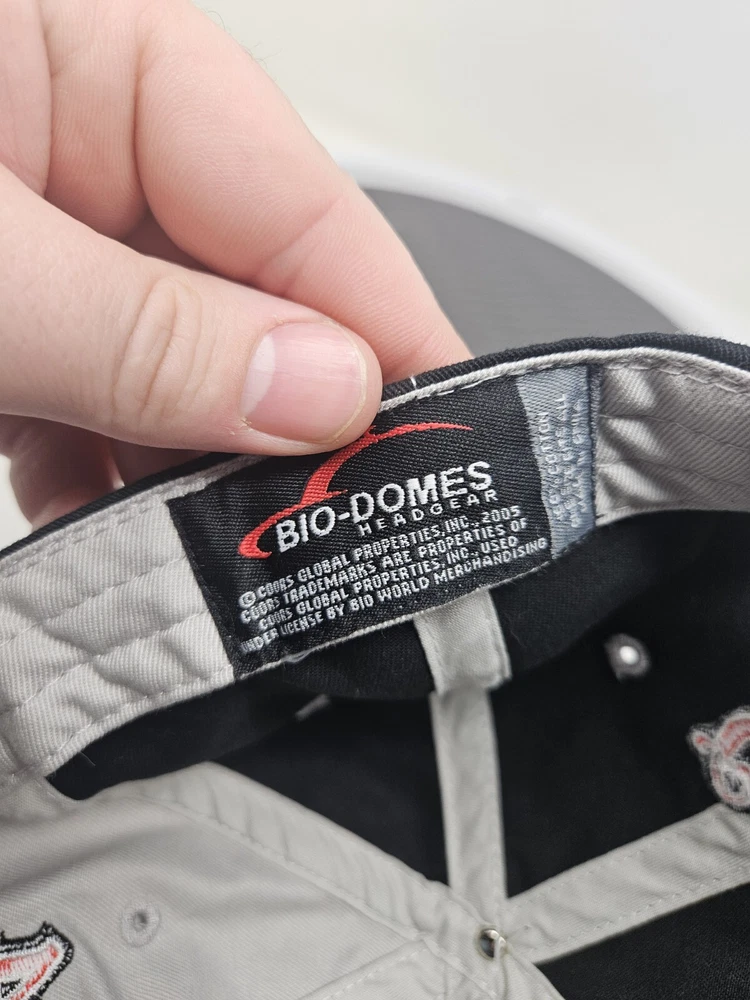 BIO-DOMES
HEADGEAR
© COORS GLOBAL PROPERTIES, INC., 2005
COORS TRADEMARKS ARE PROPERTIES OF
COORS GLOBAL PROPERTIES, INC. USED
UNDER LICENSE BY BIO WORLD MERCHANDISING
COTTON